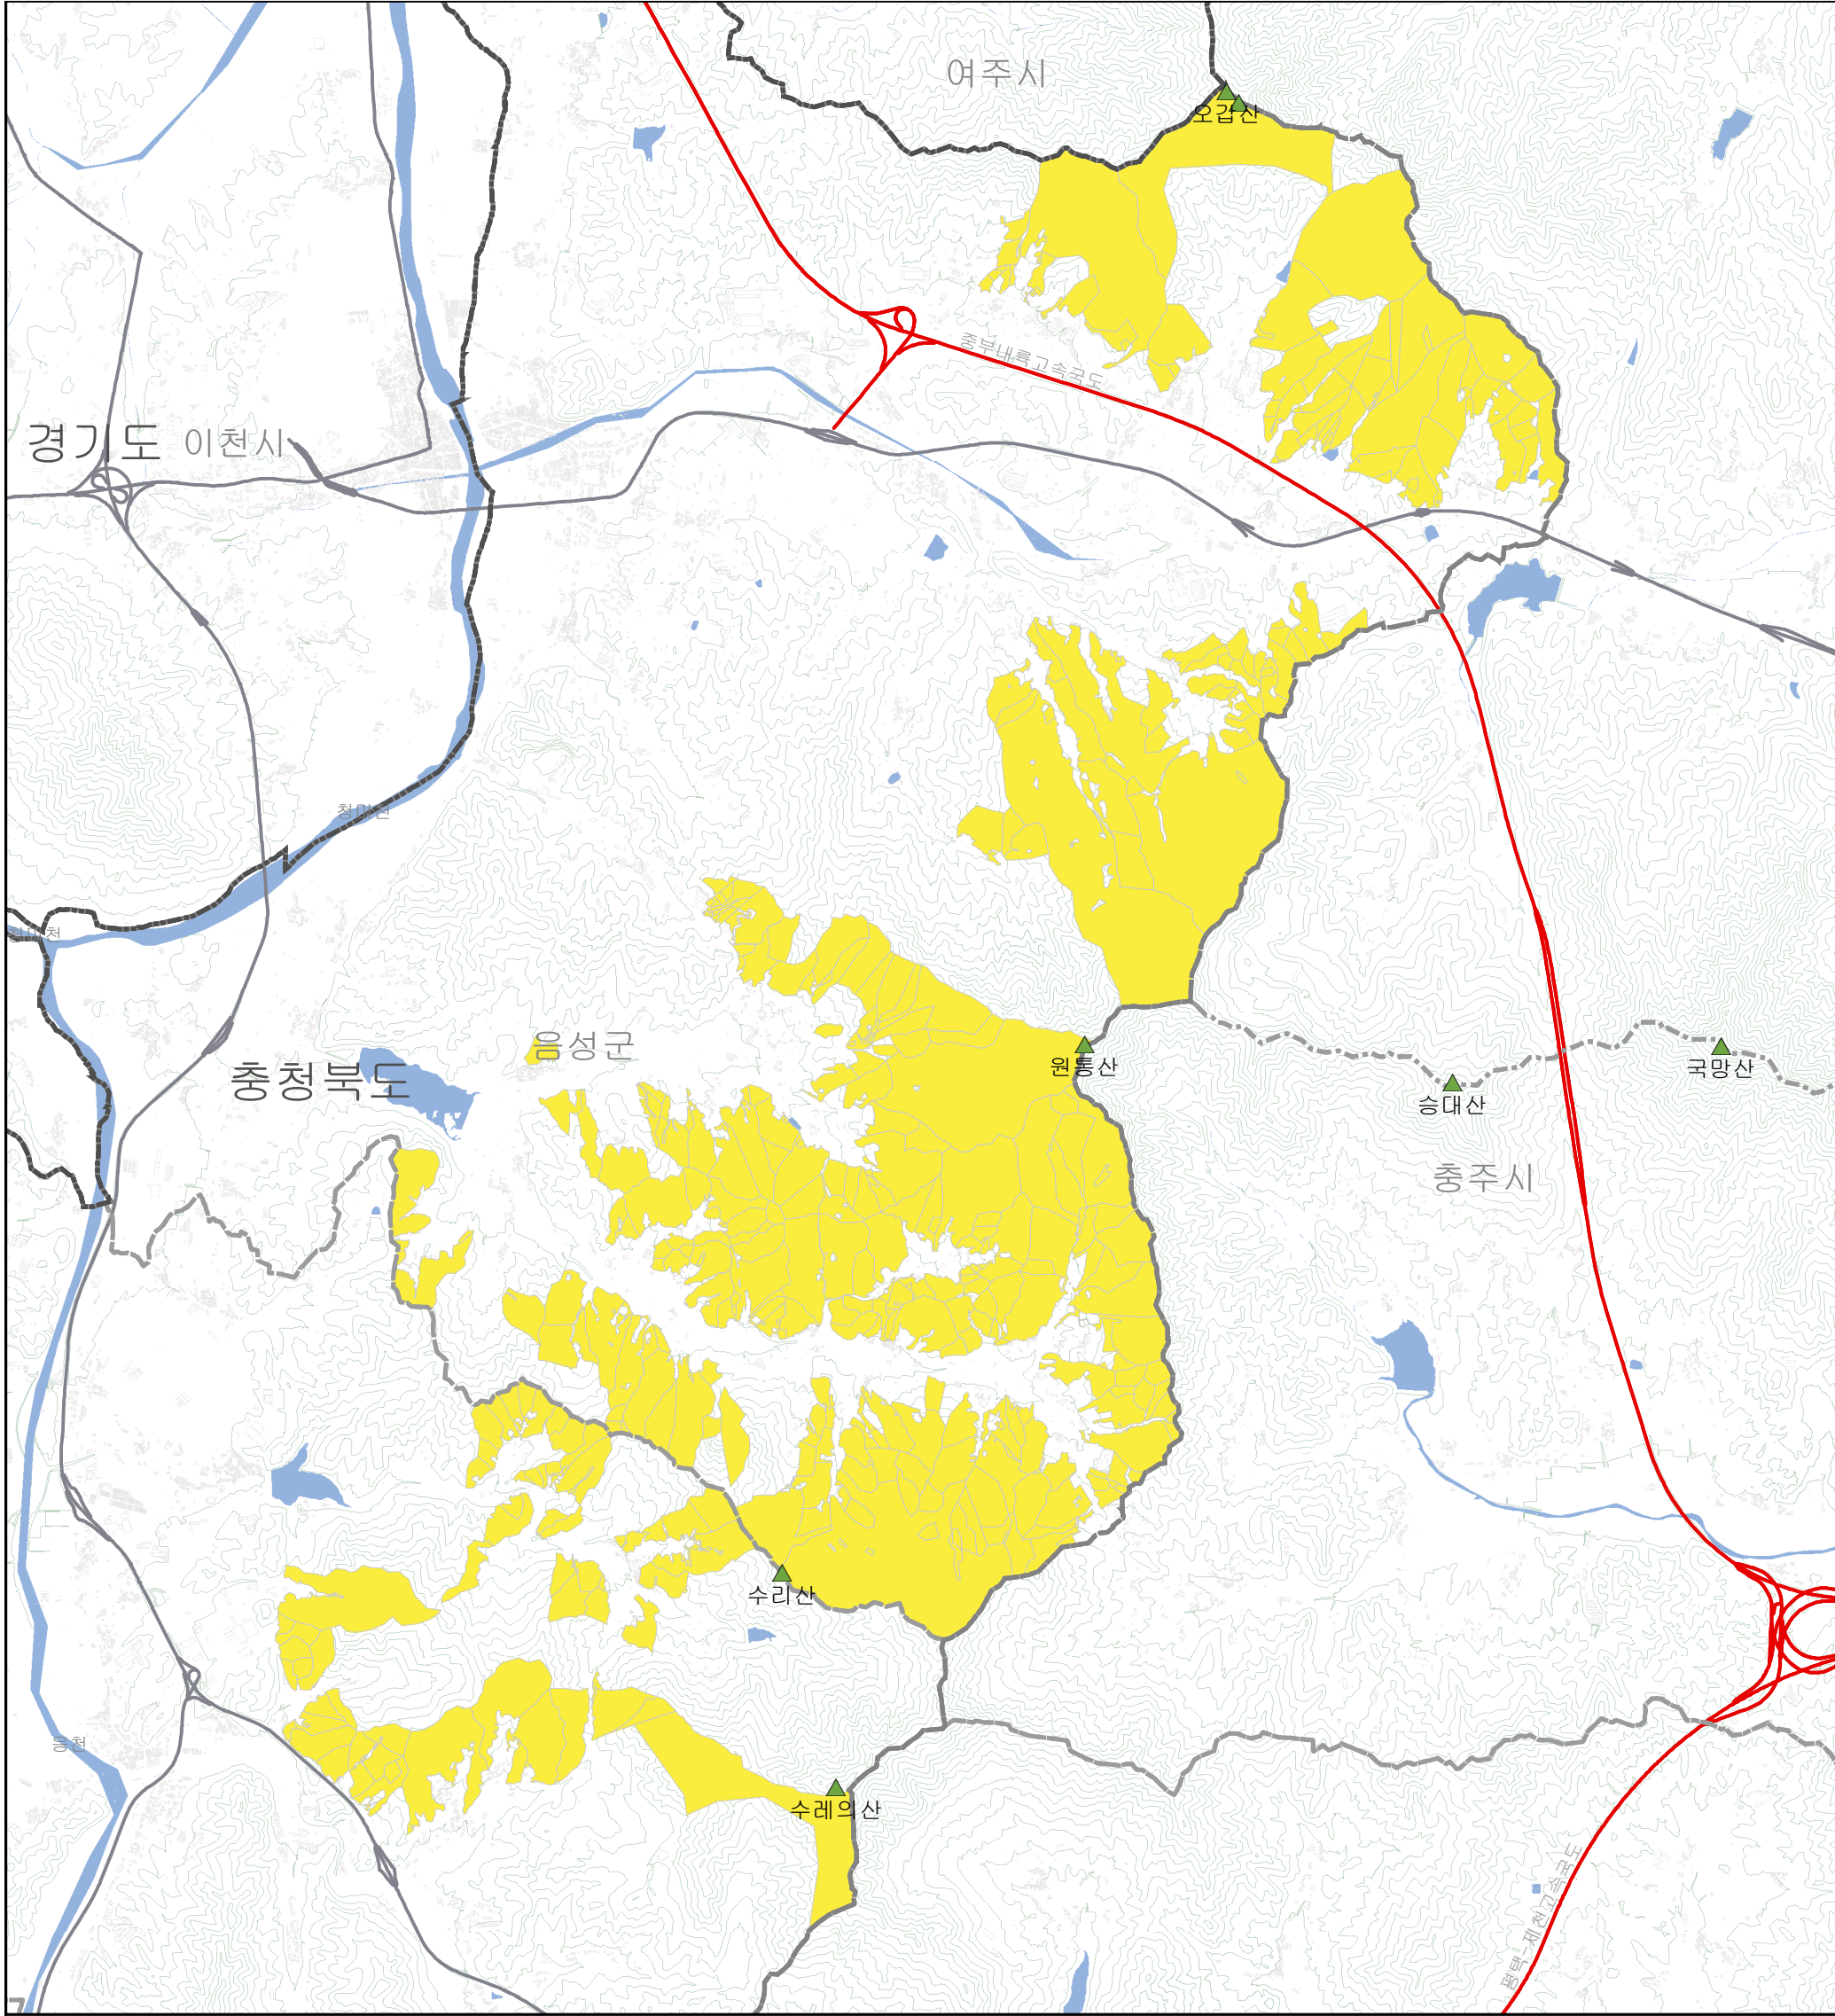 여주시
오갑산
중부내륙고속국도
경기도
이천시
청미천
청미천
음성군
충청북도
원통산
국망산
승대산
충주시
수리산
응천
수레의산
평택-제천고속국도